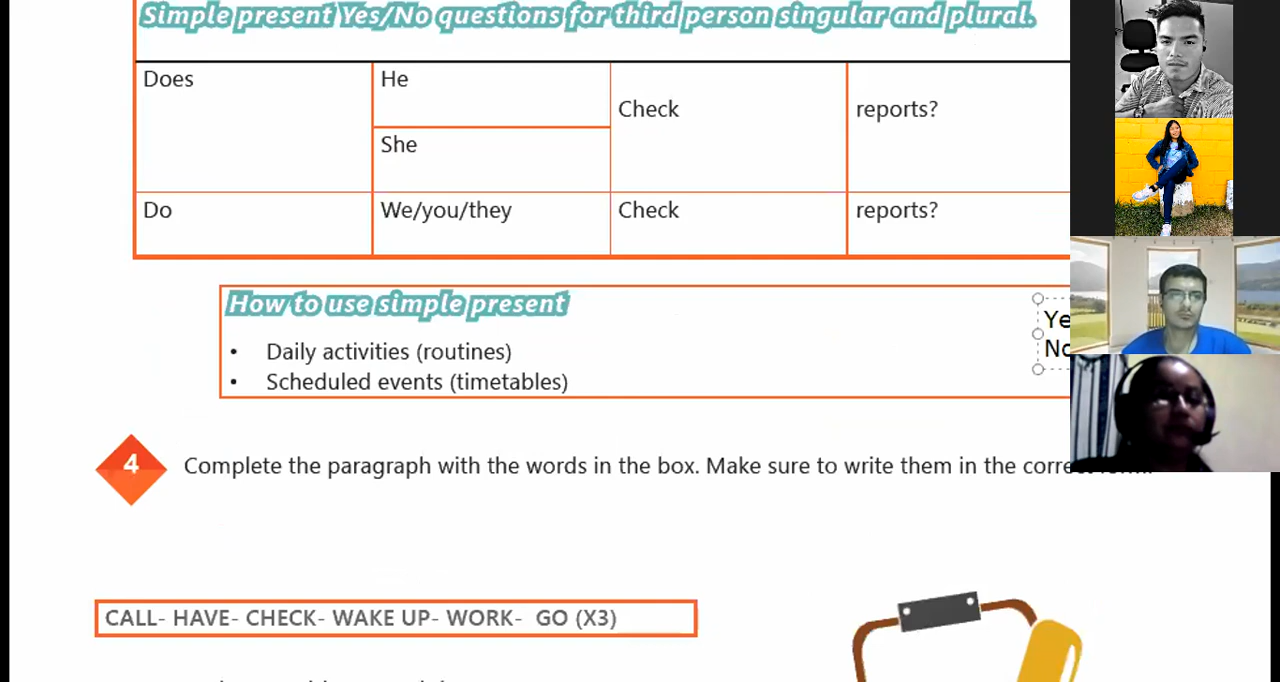 Simple present Yes/No questions for third person singular and plural.
Does He Check reports?
She
Do We/you/they Check reports?
How to use simple present
• Daily activities (routines)
• Scheduled events (timetables)
Ye
No
4 Complete the paragraph with the words in the box. Make sure to write them in the
CALL- HAVE- CHECK- WAKE UP- WORK- GO (X3)